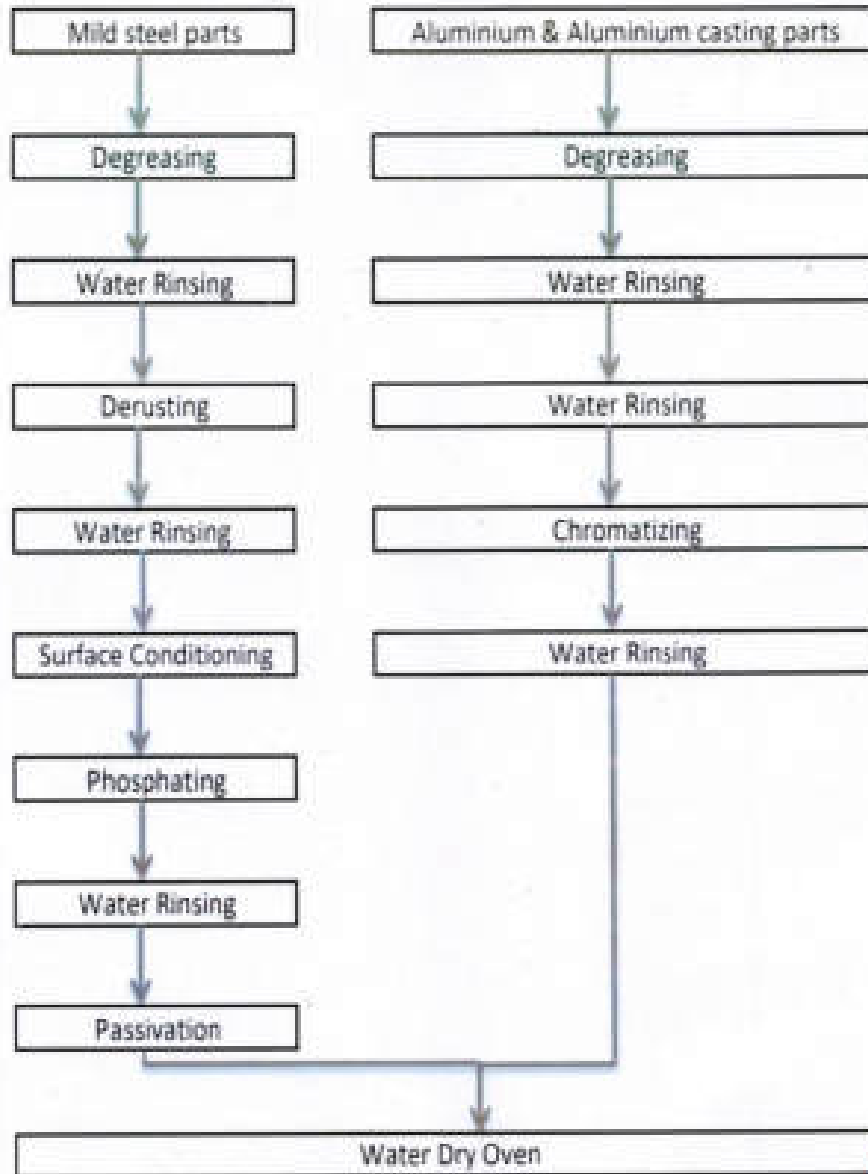 Mild steel parts
Degreasing
Water Rinsing
Derusting
Water Rinsing
Surface Conditioning
Phosphating
Water Rinsing
Passivation
Aluminium & Aluminium casting parts
Degreasing
Water Rinsing
Water Rinsing
Chromatizing
Water Rinsing
Water Dry Oven